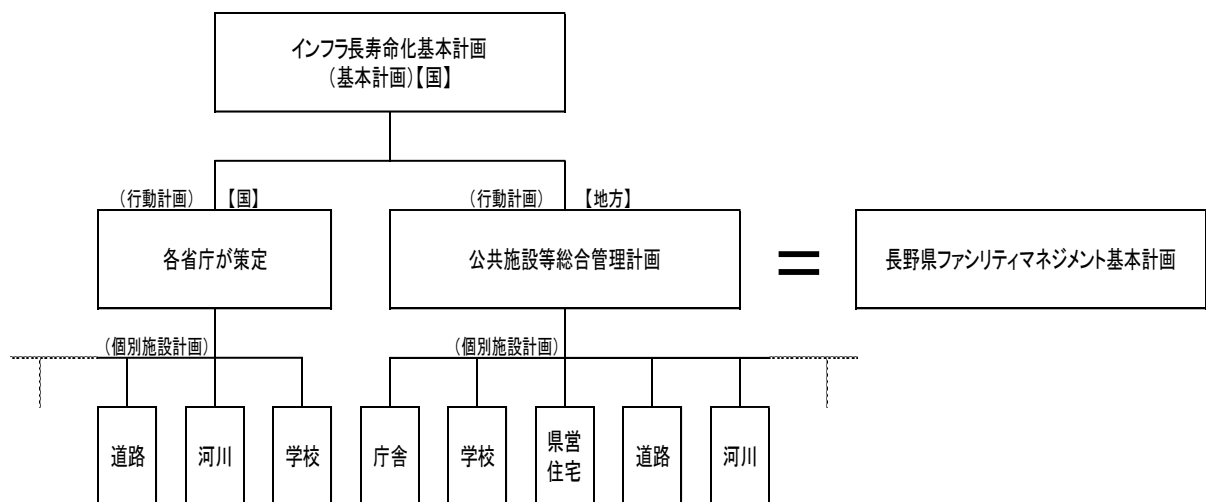 インフラ長寿命化基本計画
(基本計画)【国】
(行動計画) 【国】
(行動計画) 【地方】
各省庁が策定
公共施設等総合管理計画
=
長野県ファシリティマネジメント基本計画
(個別施設計画)
(個別施設計画)
道路
河川
学校
庁舎
学校
県営
住宅
道路
河川